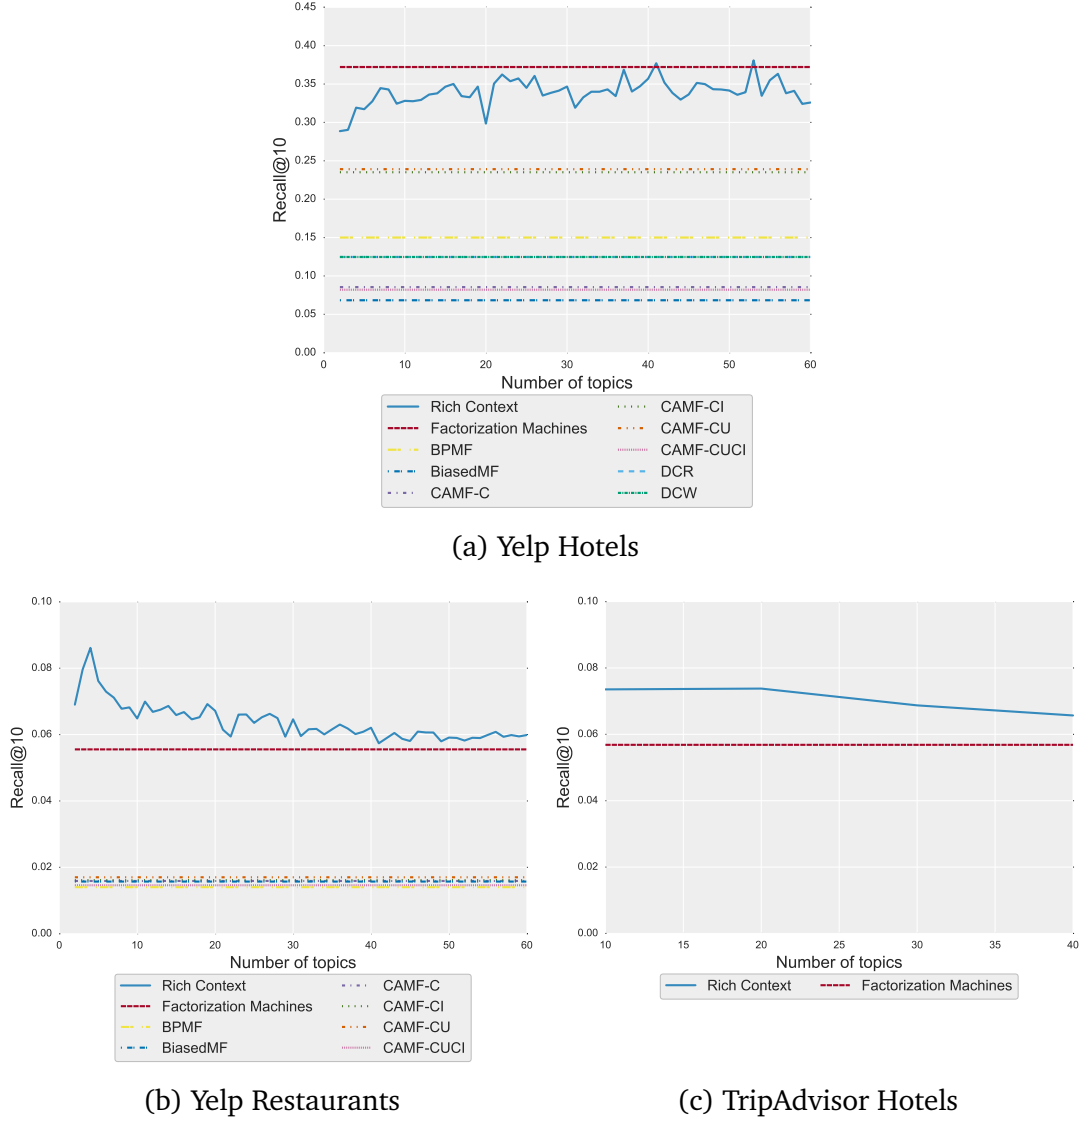 0.45
0.40
0.35
0.30
0.25
0.20
0.15
0.10
0.05
0.00
Recall@10
0 10 20 30 40 50 60
Number of topics
Rich Context
Factorization Machines
BPMF
BiasedMF
CAMF-C
CAMF-CI
CAMF-CU
CAMF-CUCI
DCR
DCW
(a) Yelp Hotels
0.10
0.08
0.06
0.04
0.02
0.00
Recall@10
0 10 20 30 40 50 60
Number of topics
Rich Context
Factorization Machines
BPMF
BiasedMF
CAMF-C
CAMF-CI
CAMF-CU
CAMF-CUCI
(b) Yelp Restaurants
0.10
0.08
0.06
0.04
0.02
0.00
Recall@10
10 15 20 25 30 35 40
Number of topics
Rich Context Factorization Machines
(c) TripAdvisor Hotels